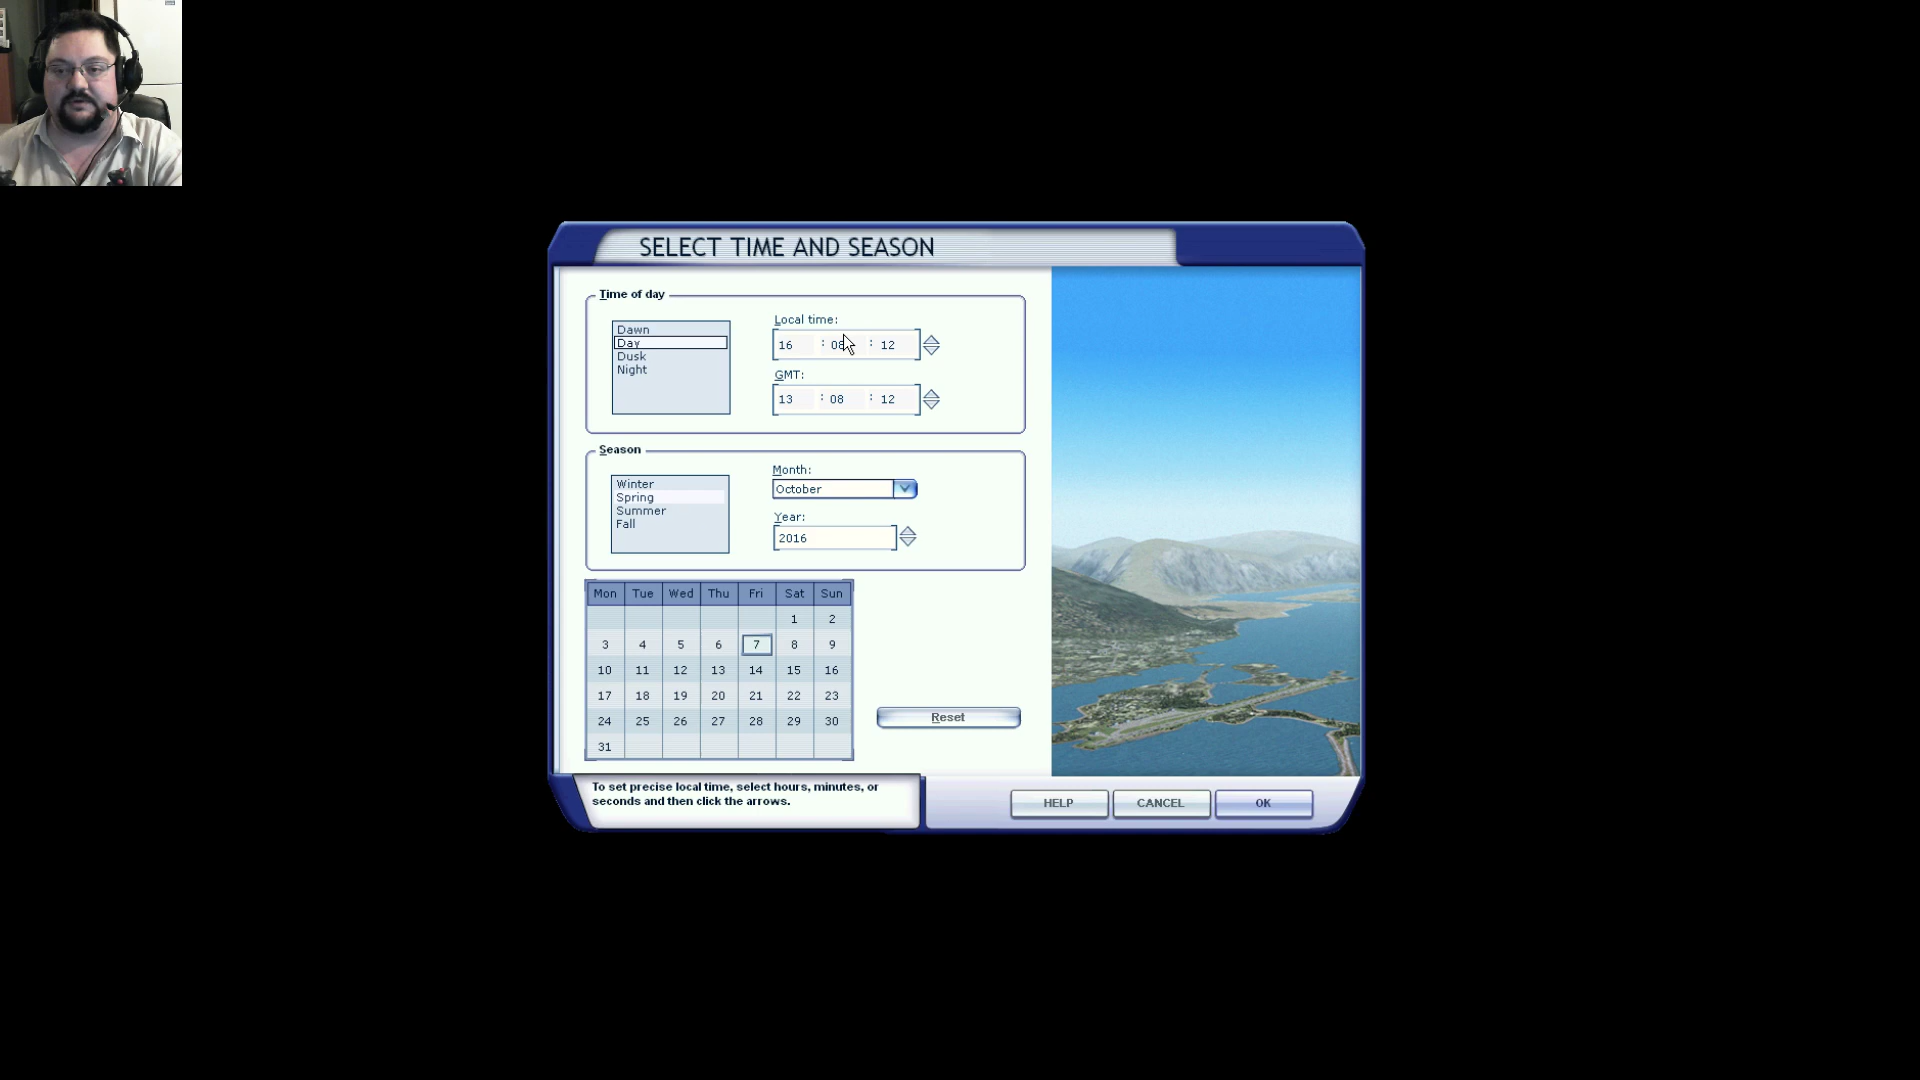 SELECT TIME AND SEASON
Time of day
Dawn
Day
Dusk
Night
Local time:
16 : 08 : 12
GMT:
13 : 08 : 12
Season
Winter
Spring
Summer
Fall
Month:
October
Year:
2016
Mon Tue Wed Thu Fri Sat Sun
1 2
3 4 5 6 7 8 9
10 11 12 13 14 15 16
17 18 19 20 21 22 23
24 25 26 27 28 29 30
31
Reset
To set precise local time, select hours, minutes, or
seconds and then click the arrows.
HELP CANCEL OK